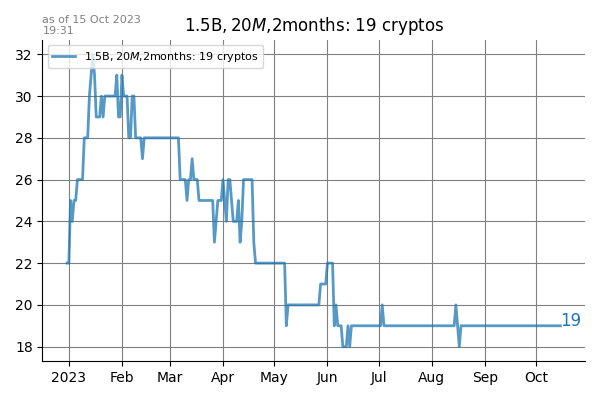 as of 15 Oct 2023
19:31
1.5B, 20M,2months: 19 cryptos
1.5B, 20M,2months: 19 cryptos
32
30
28
26
24
22
20
18
19
2023 Feb Mar Apr May Jun Jul Aug Sep Oct